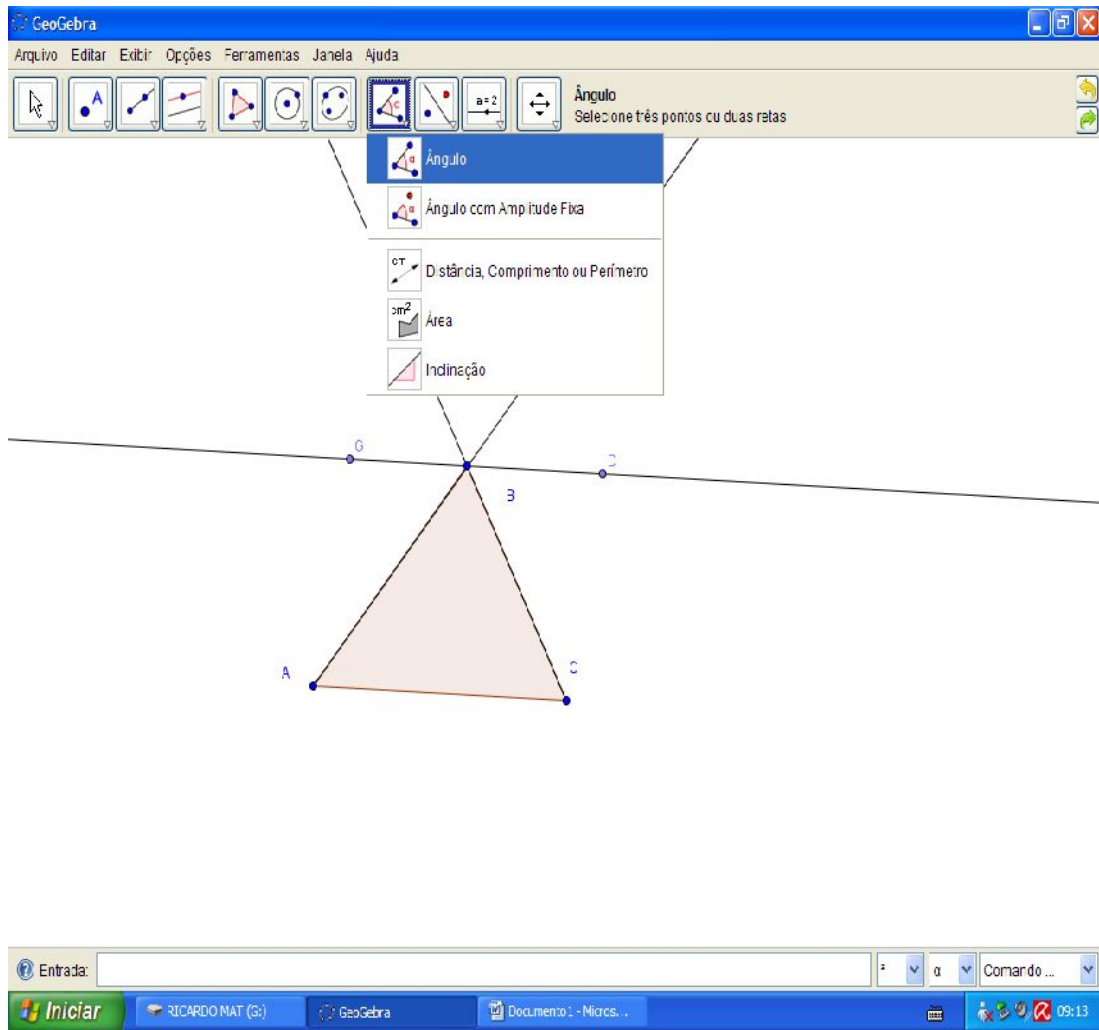 GeoGebra
Arquivo Editar Exibir Opções Ferramentas Janela Ajuda
A
a=2
Ângulo
Selecione três pontos ou duas retas
Ângulo
Ângulo com Amplitude Fixa
Distância, Comprimento ou Perímetro
Área
Inclinação
B
A
Entrada:
α
Comando ...
Iniciar
RICARDO MAT (G:)
GeoGebra
Documento1 - Micros...
09:13